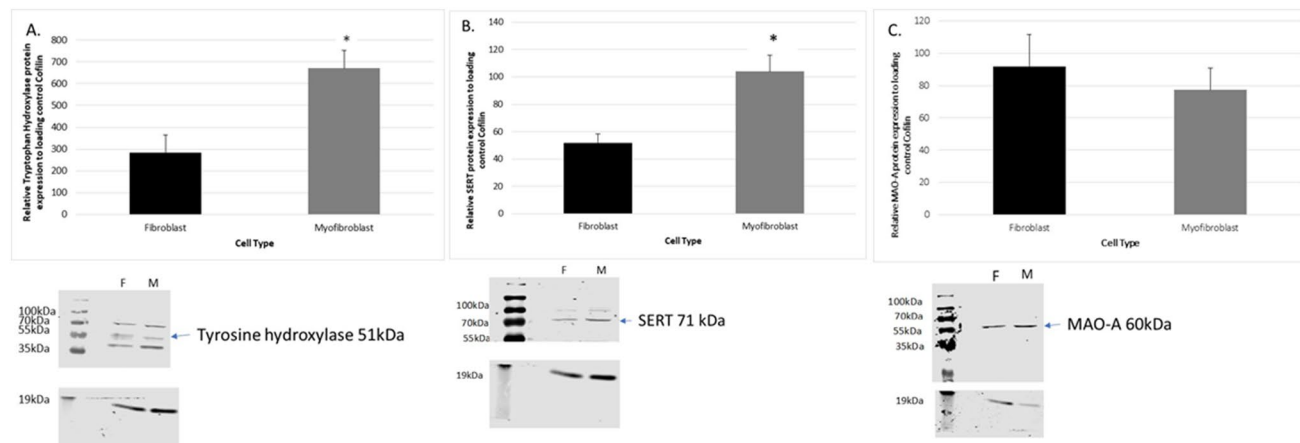 A.
Relative Tryptophan Hydroxylase protein
expression to loading control Cofilin
800
700
600
500
400
300
200
100
0
*
Fibroblast Myofibroblast
Cell Type
F M
100kDa
70kDa
55kDa
35kDa
Tyrosine hydroxylase 51kDa
19kDa
B.
Relative SERT protein expression to loading
control Cofilin
140
120
100
80
60
40
20
0
*
Fibroblast Myofibroblast
Cell Type
F M
100kDa
70kDa
55kDa
SERT 71 kDa
19kDa
C.
Relative MAO-A protein expression to loading
control Cofilin
120
100
80
60
40
20
0
Fibroblast Myofibroblast
Cell Type
F M
100kDa
70kDa
55kDa
35kDa
MAO-A 60kDa
19kDa